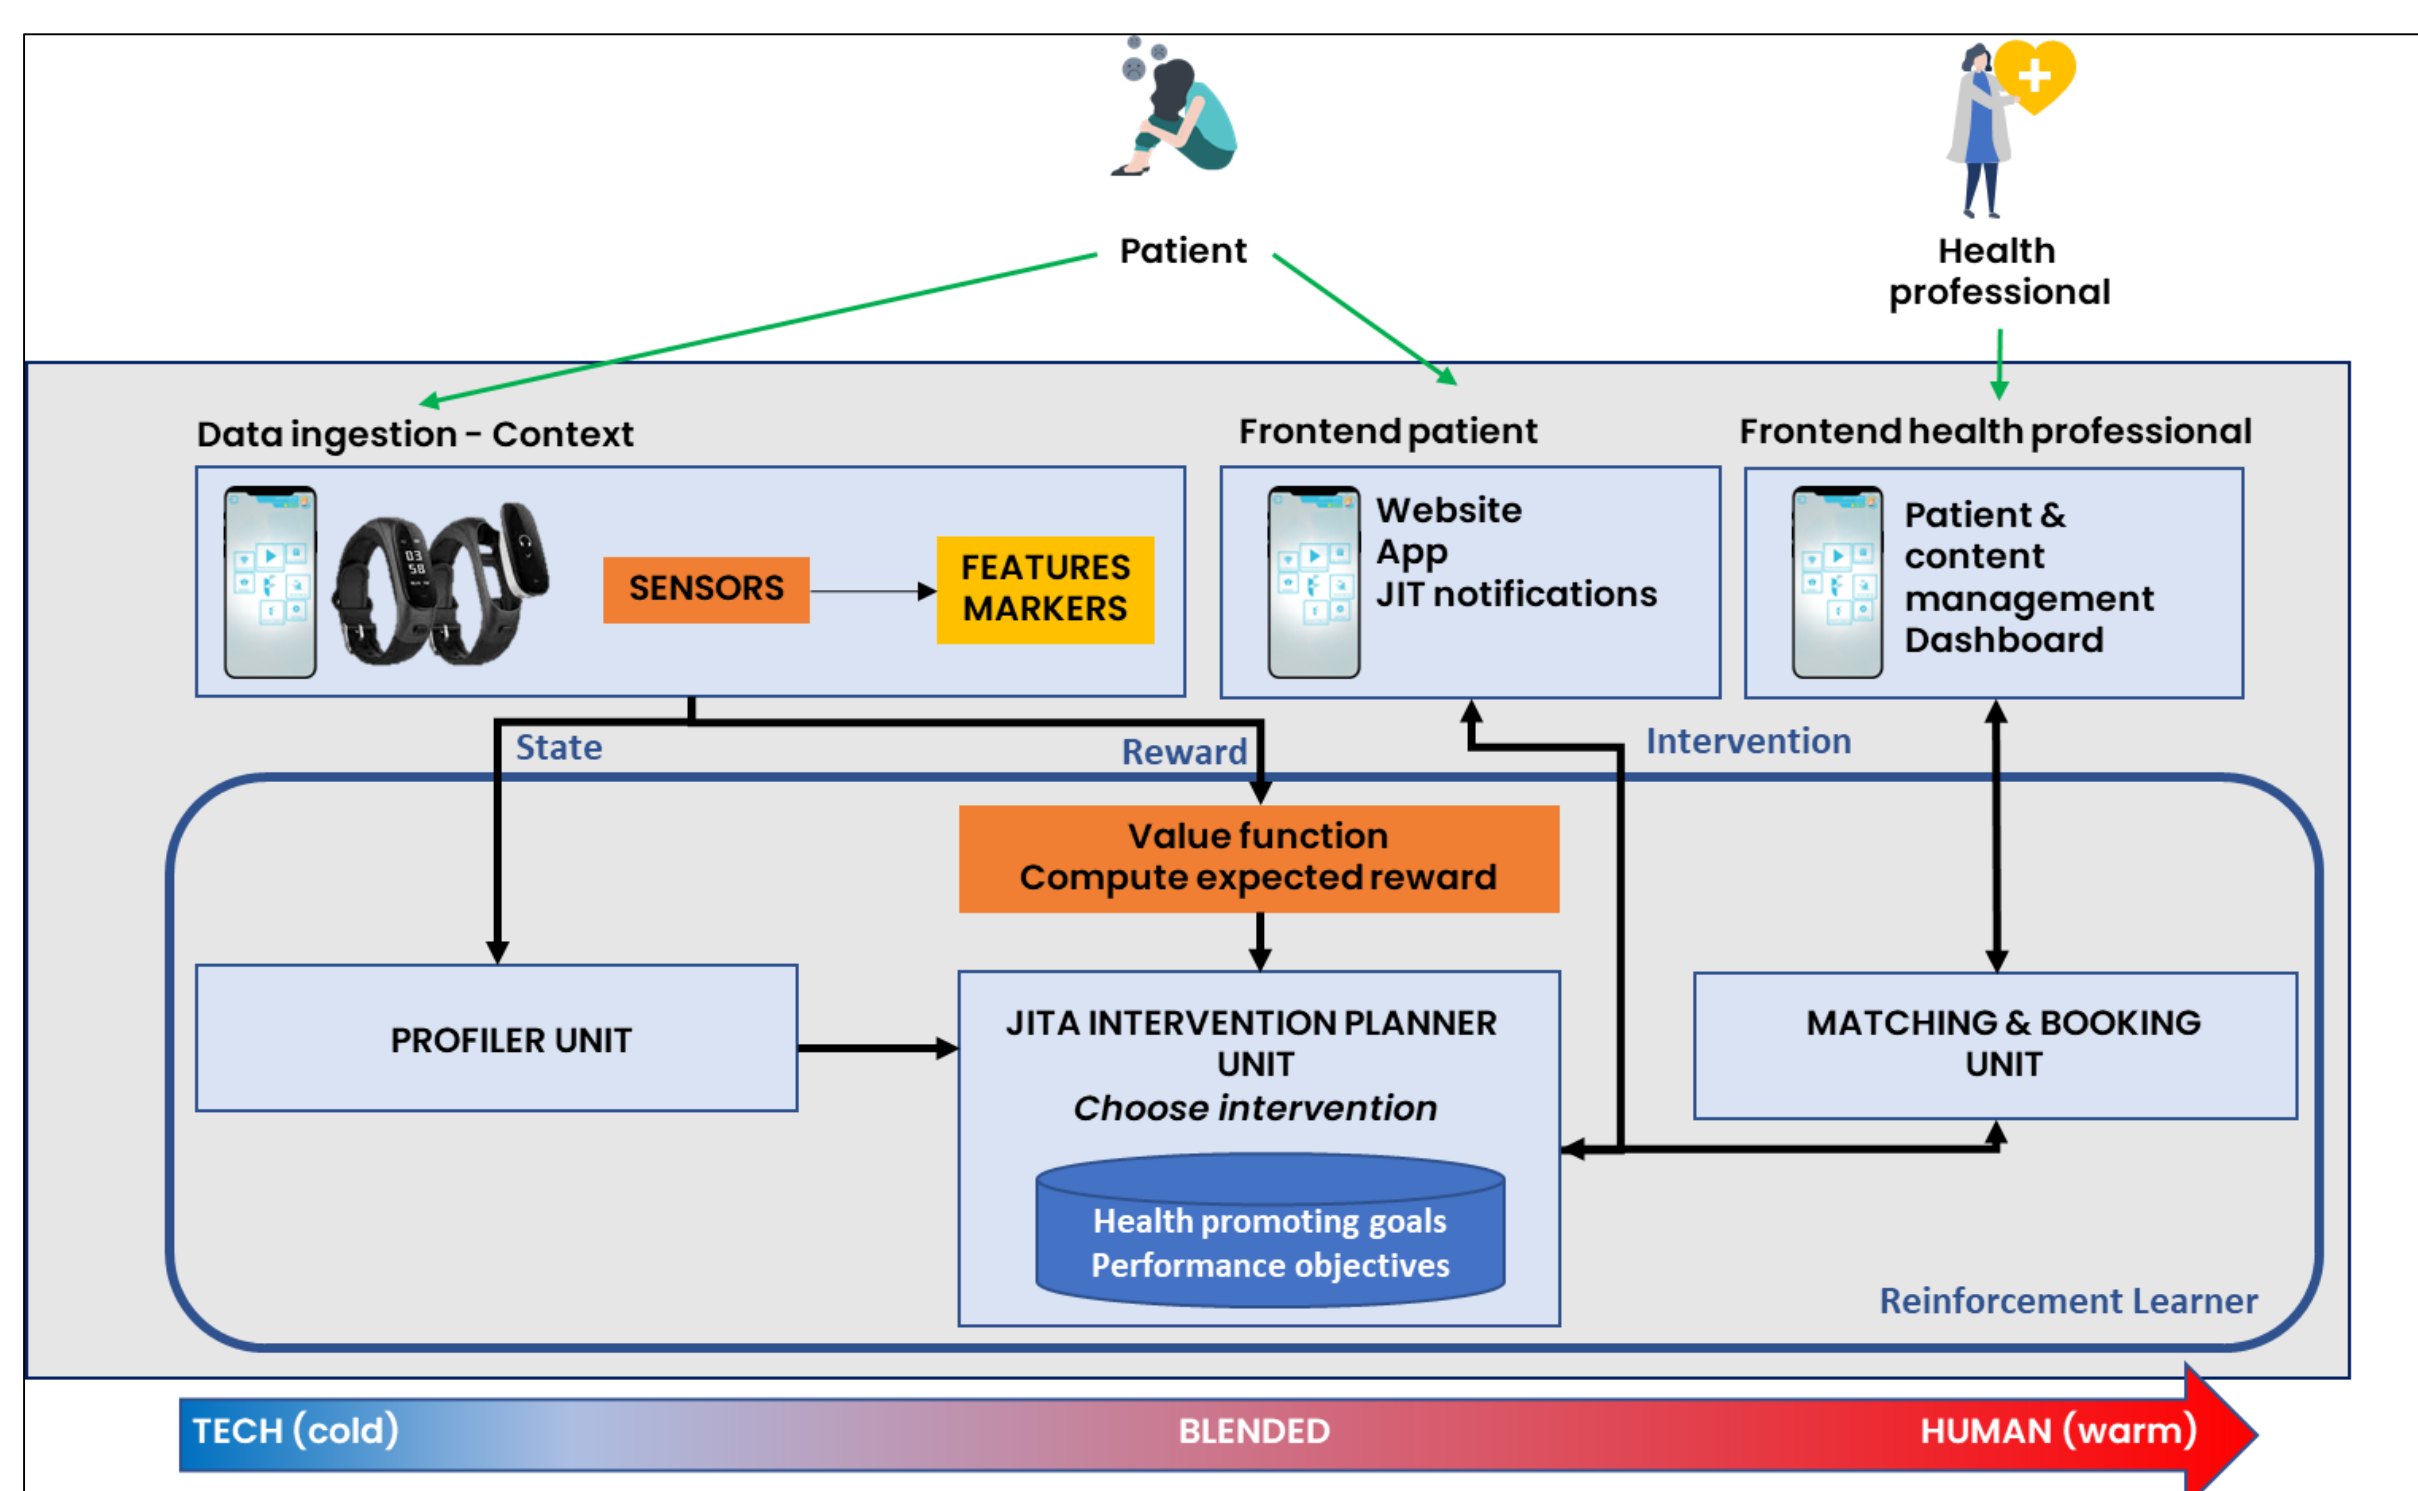 Patient
Health
professional
Data ingestion - Context
Frontend patient
Frontend health professional
SENSORS
FEATURES
MARKERS
03
58
Website
App
JIT notifications
Patient &
content
management
Dashboard
State
Reward
Intervention
Value function
Compute expected reward
PROFILER UNIT
JITA INTERVENTION PLANNER
UNIT
Choose intervention
MATCHING & BOOKING
UNIT
Health promoting goals
Performance objectives
Reinforcement Learner
TECH (cold)
BLENDED
HUMAN (warm)